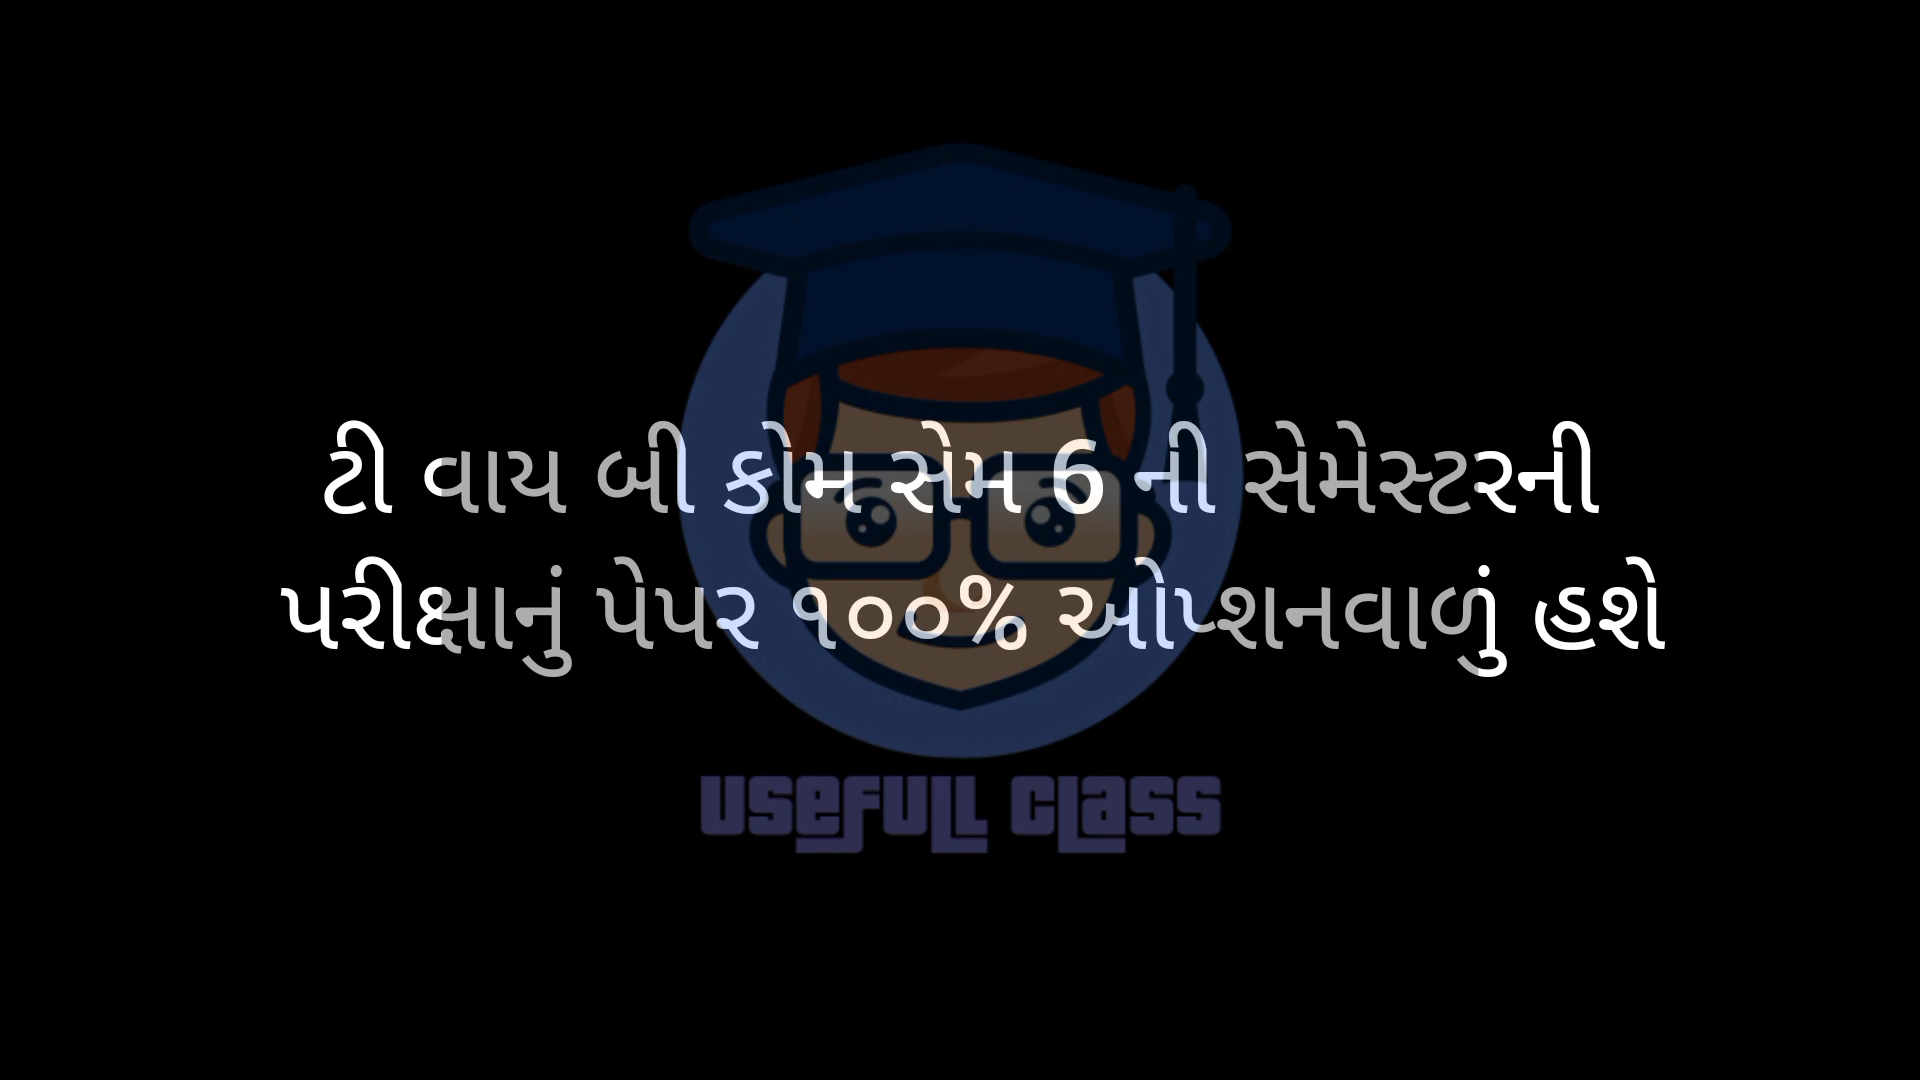 ટી વાય બી કોમ સેમ 6 ની સેમેસ્ટરની
પરીક્ષાનું પેપર ૧૦૦% ઓપ્શનવાળું હશે
USEFULL CLASS